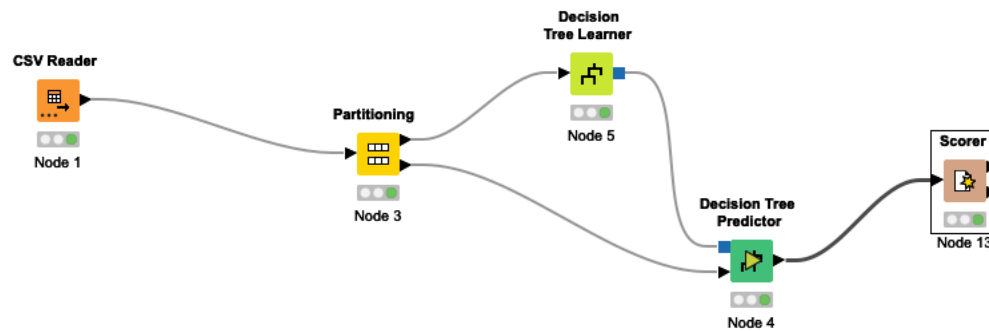 Decision
Tree Learner
CSV Reader
Partitioning
Node 5
Scorer
Node 1
Decision Tree
Predictor
Node 3
Node 13
Node 4